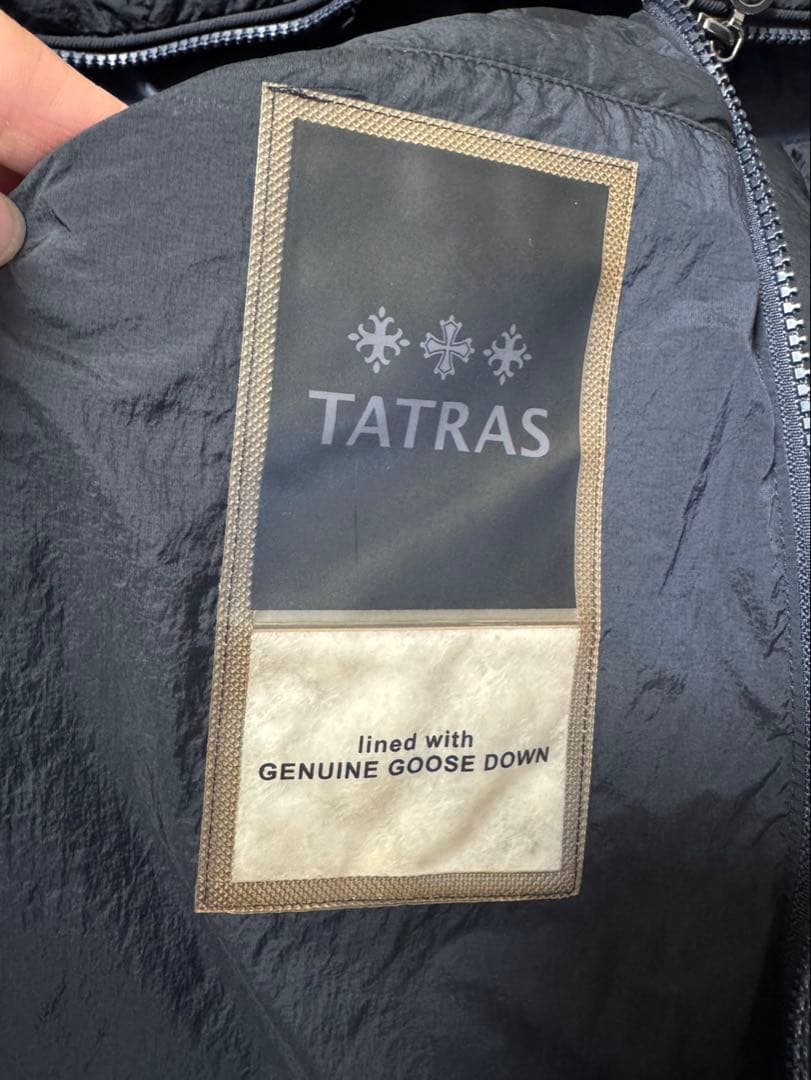 TATRAS
lined with
GENUINE GOOSE DOWN